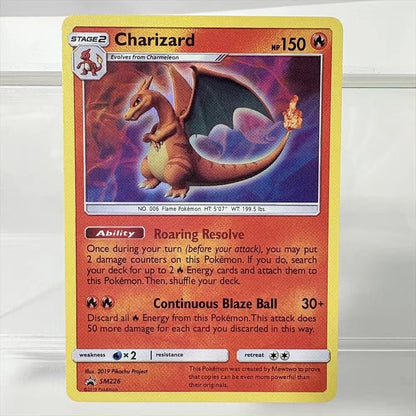 STAGE2 Charizard HP150
Evolves from Charmeleon
NO. 006 Flame Pokémon HT: 5'07" WT: 199.5 lbs.
Ability Roaring Resolve
Once during your turn (before your attack), you may put
2 damage counters on this Pokémon. If you do, search
your deck for up to 2 Energy cards and attach them to
this Pokémon. Then, shuffle your deck.
Continuous Blaze Ball 30+
Discard all Energy from this Pokémon. This attack does
50 more damage for each card you discarded in this way.
weakness ×2 resistance retreat
Illus. 2019 Pikachu Project
SM226
©2019 Pokémon
This Pokémon was created by Mewtwo to prove
that copies can be even more powerful than
their originals.